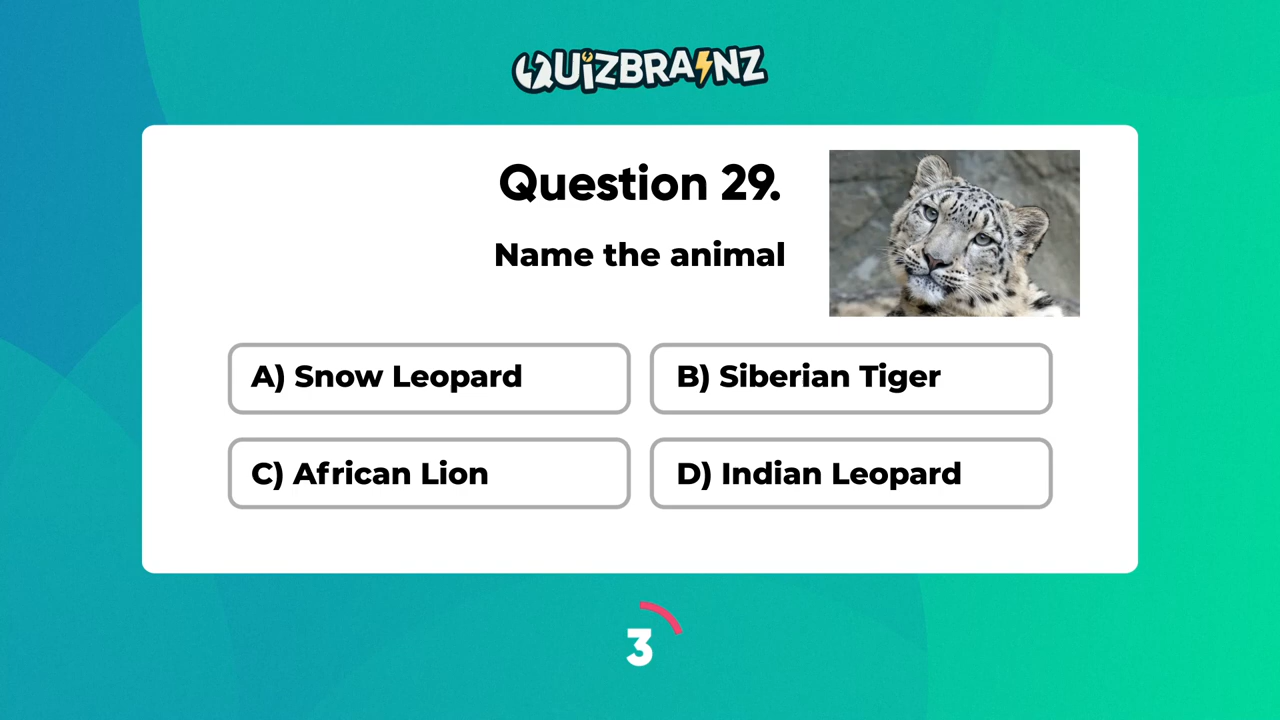 QUIZBRAINZ
Question 29.
Name the animal
A) Snow Leopard
B) Siberian Tiger
C) African Lion
D) Indian Leopard
3